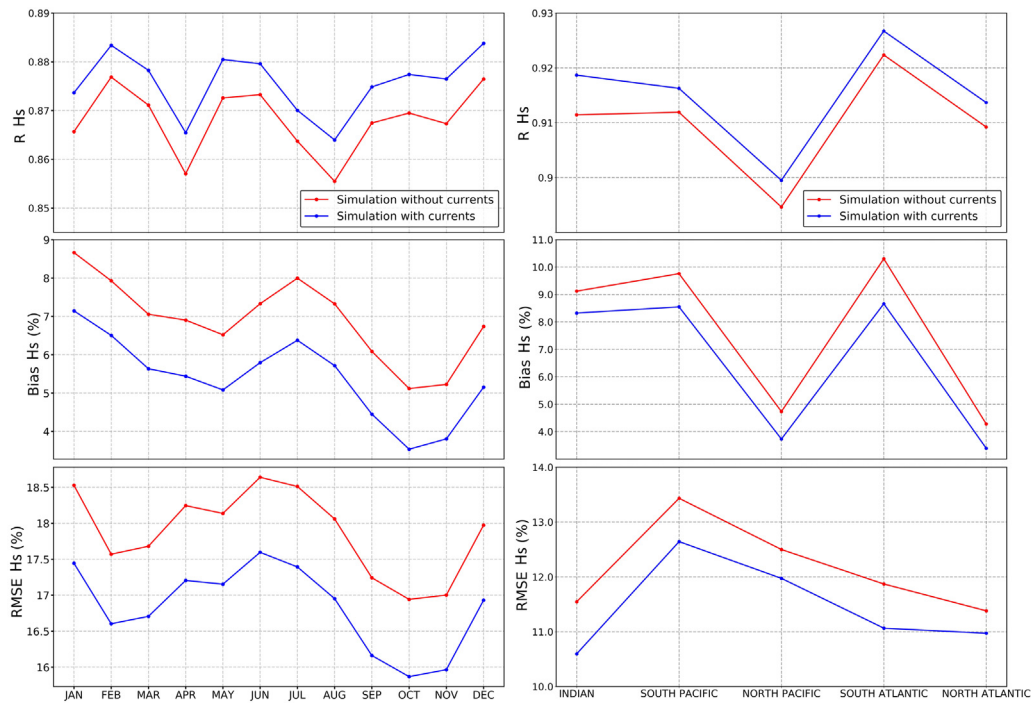 0.89
0.88
0.87
0.86
0.85
R Hs
Simulation without currents
Simulation with currents
0.93
0.92
0.91
0.9
R Hs
Simulation without currents
Simulation with currents
9
8
7
6
5
4
Bias Hs (%)
11.0
10.0
9.0
8.0
7.0
6.0
5.0
4.0
Bias Hs (%)
18.5
18
17.5
17
16.5
16
RMSE Hs (%)
JAN FEB MAR APR MAY JUN JUL AUG SEP OCT NOV DEC
14.0
13.0
12.0
11.0
10.0
RMSE Hs (%)
INDIAN SOUTH PACIFIC NORTH PACIFIC SOUTH ATLANTIC NORTH ATLANTIC